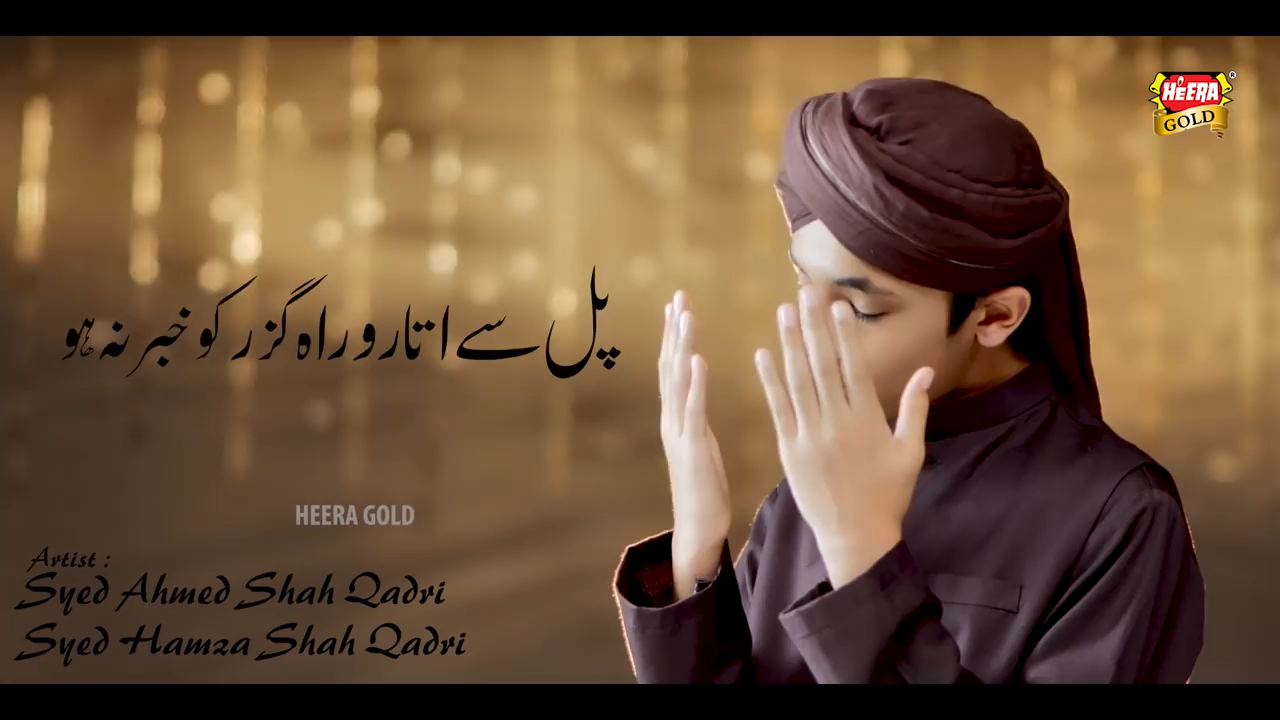 HEERA
GOLD
پل سے اتارو راہ گزر کو خبر نہ ہو
HEERA GOLD
Artist :
Syed Ahmed Shah Qadri
Syed Hamza Shah Qadri